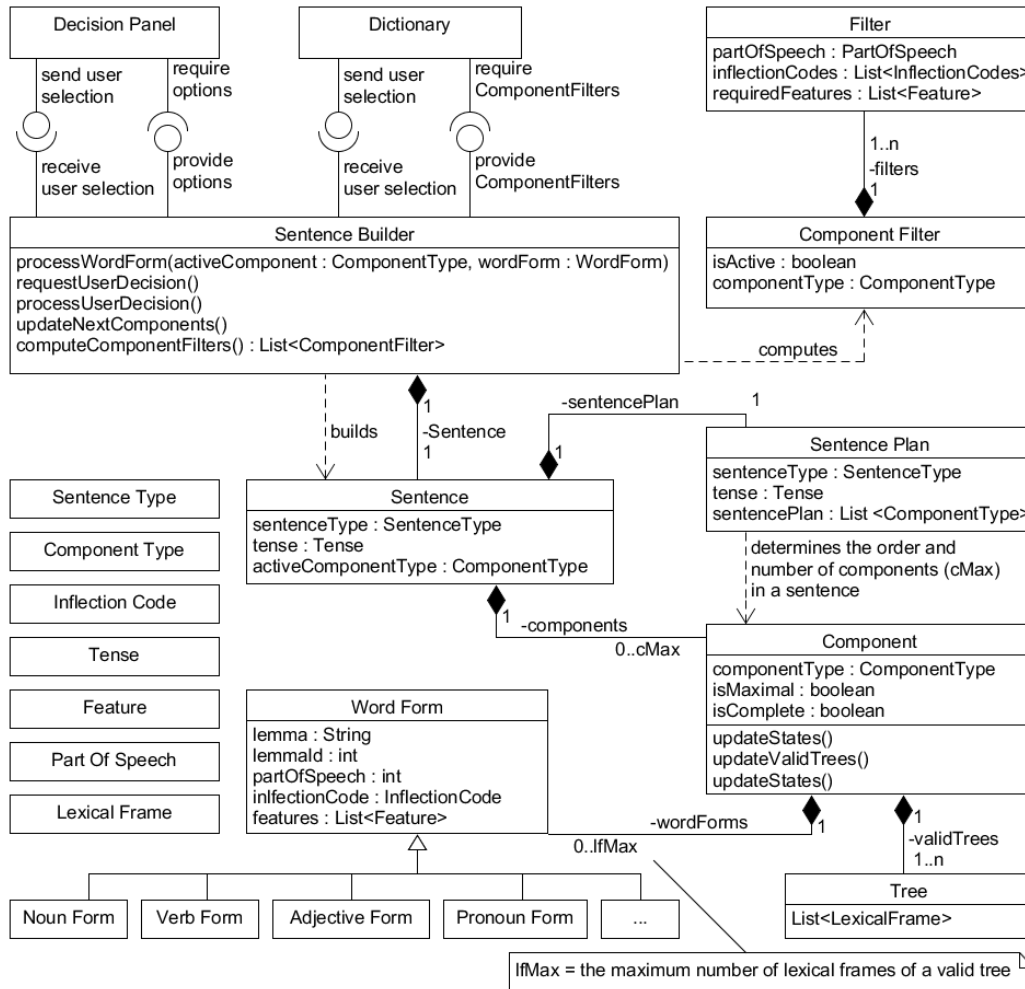 Decision Panel
Dictionary
Filter
partOfSpeech : PartOfSpeech
inflectionCodes : List<InflectionCodes>
requiredFeatures : List<Feature>
send user
selection
require
options
send user
selection
require
ComponentFilters
receive
user selection
provide
options
receive
user selection
provide
ComponentFilters
1..n
-filters
1
Sentence Builder
processWordForm(activeComponent : ComponentType, wordForm : WordForm)
requestUserDecision()
processUserDecision()
updateNextComponents()
computeComponentFilters() : List<ComponentFilter>
Component Filter
isActive : boolean
componentType : ComponentType
computes
builds
1
-Sentence
1
-sentencePlan
1
1
Sentence Plan
sentenceType : SentenceType
tense : Tense
sentencePlan : List <ComponentType>
Sentence Type
Component Type
Inflection Code
Tense
Feature
Part Of Speech
Lexical Frame
Sentence
sentenceType : SentenceType
tense : Tense
activeComponentType : ComponentType
determines the order and
number of components (cMax)
in a sentence
1
-components
0..cMax
Component
componentType : ComponentType
isMaximal : boolean
isComplete : boolean
updateStates()
updateValidTrees()
updateStates()
Word Form
lemma : String
lemmaId : int
partOfSpeech : int
inlfectionCode : InflectionCode
features : List<Feature>
-wordForms
1
0..lfMax
1
-validTrees
1..n
Tree
List<LexicalFrame>
Noun Form
Verb Form
Adjective Form
Pronoun Form
...
lfMax = the maximum number of lexical frames of a valid tree